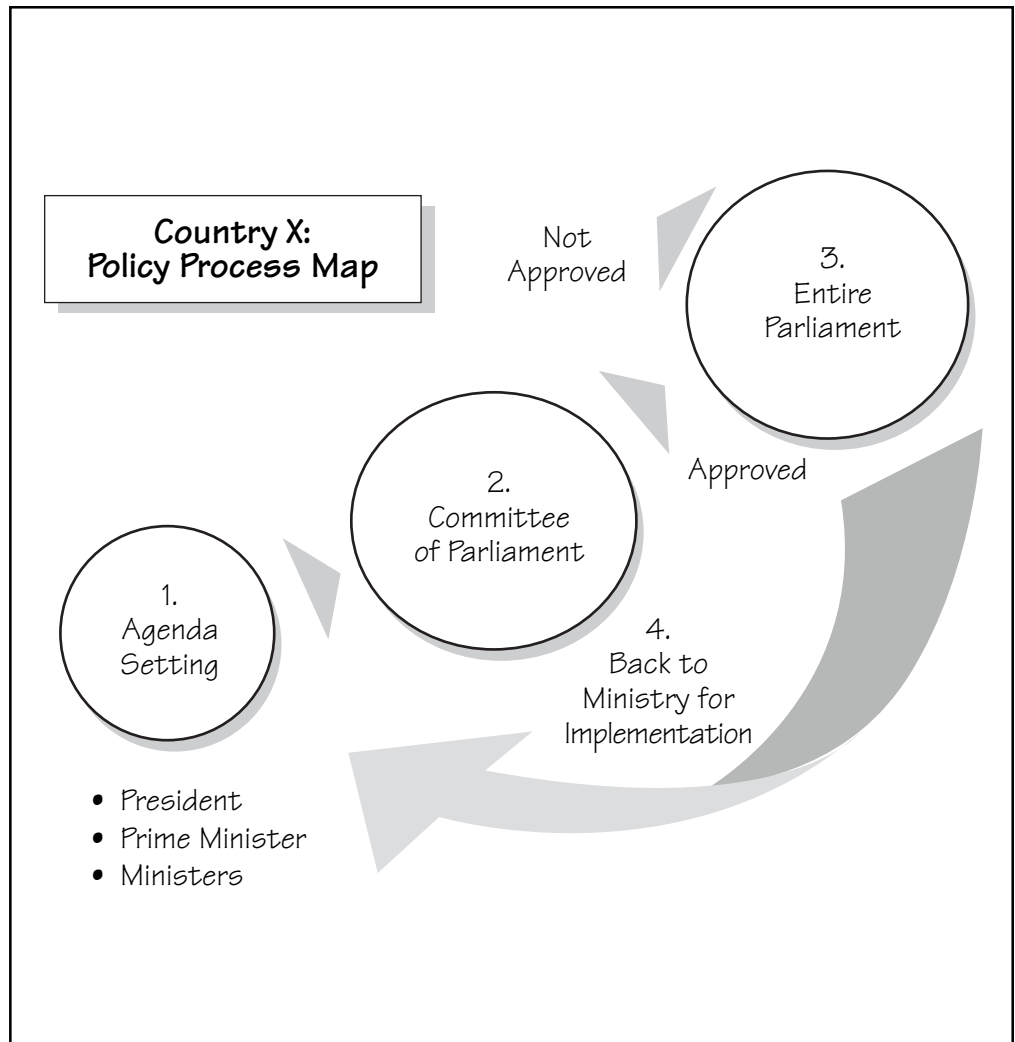 Country X:
Policy Process Map
Not
Approved
3.
Entire
Parliament
2.
Committee
of Parliament
Approved
1.
Agenda
Setting
4.
Back to
Ministry for
Implementation
• President
• Prime Minister
• Ministers